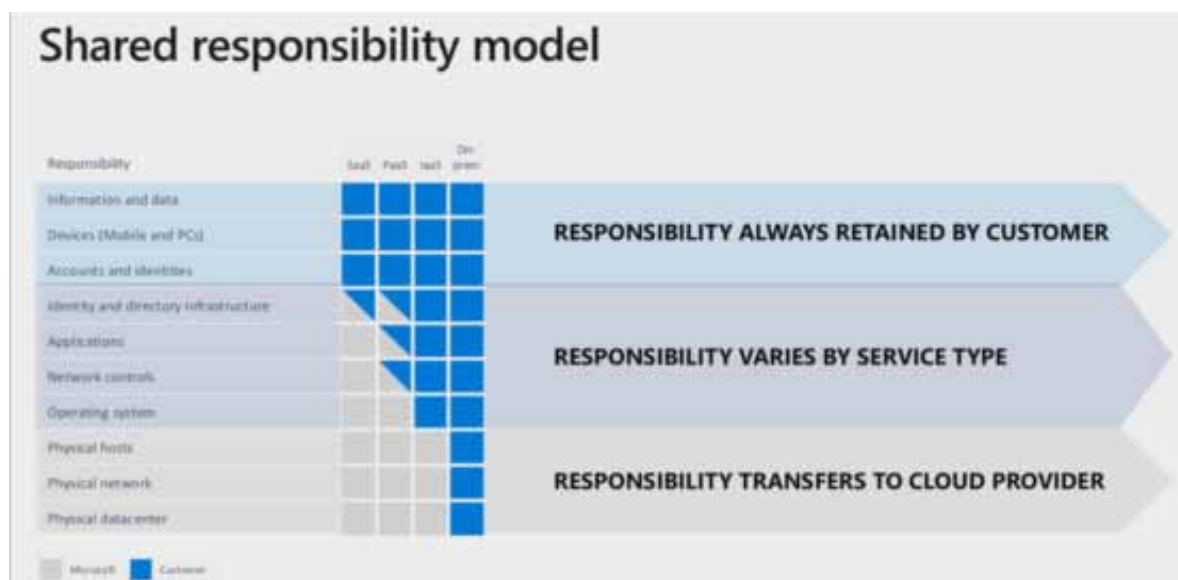 Shared responsibility model
Responsibility
SaaS PaaS IaaS On-prem
Information and data
Devices (Mobile and PCs)
Accounts and identities
RESPONSIBILITY ALWAYS RETAINED BY CUSTOMER
Identity and directory infrastructure
Applications
Network controls
Operating system
RESPONSIBILITY VARIES BY SERVICE TYPE
Physical hosts
Physical network
Physical datacenter
RESPONSIBILITY TRANSFERS TO CLOUD PROVIDER
Microsoft Customer